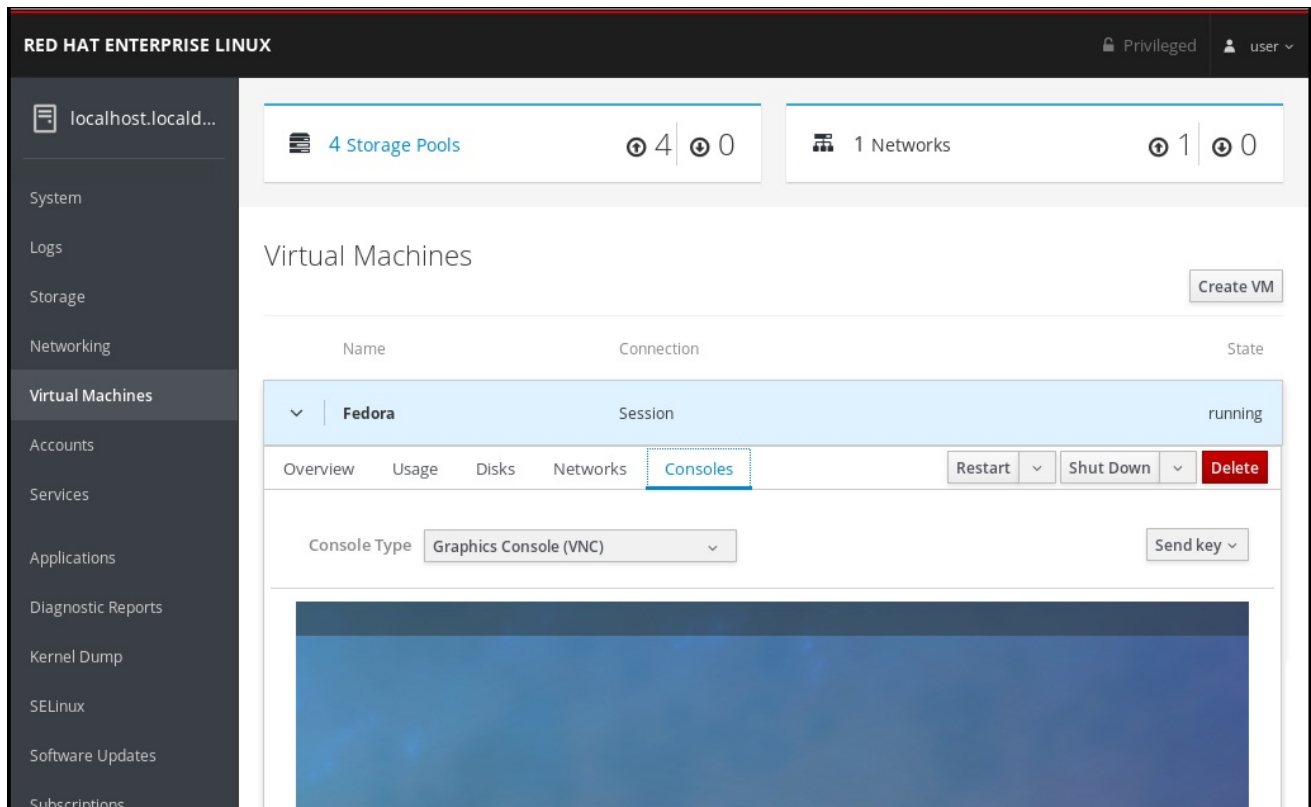 RED HAT ENTERPRISE LINUX
Privileged
user
localhost.locald...
4 Storage Pools
4
0
1 Networks
1
0
System
Logs
Storage
Networking
Virtual Machines
Accounts
Services
Applications
Diagnostic Reports
Kernel Dump
SELinux
Software Updates
Subscriptions
Virtual Machines
Create VM
Name Connection State
Fedora Session running
Overview Usage Disks Networks Consoles Restart Shut Down Delete
Console Type Graphics Console (VNC) Send key